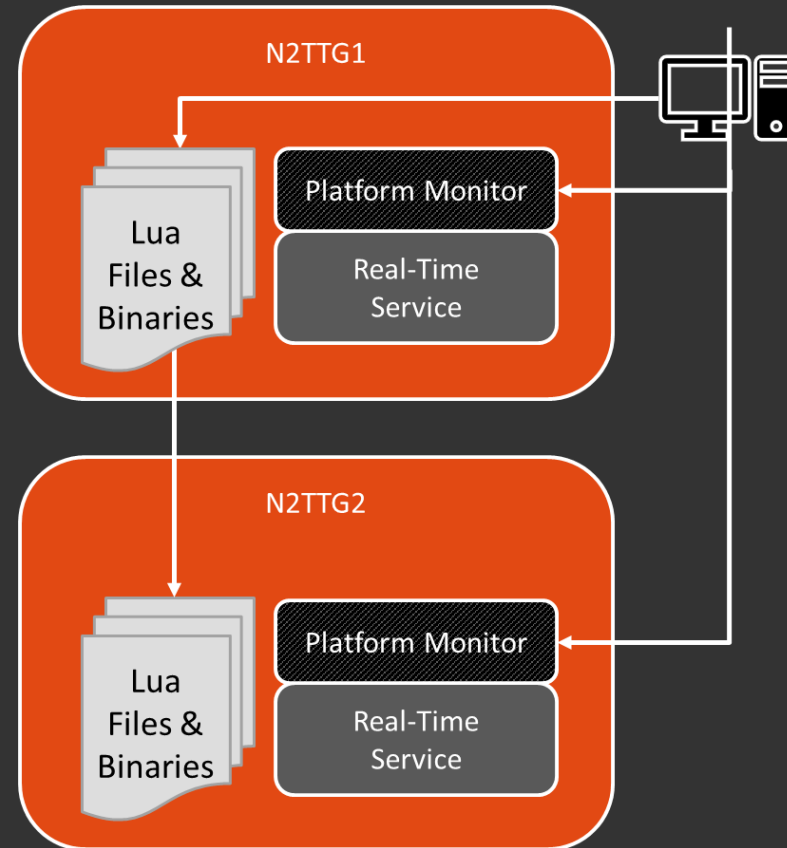 N2TTG1
Lua
Files &
Binaries
Platform Monitor
Real-Time
Service
N2TTG2
Lua
Files &
Binaries
Platform Monitor
Real-Time
Service